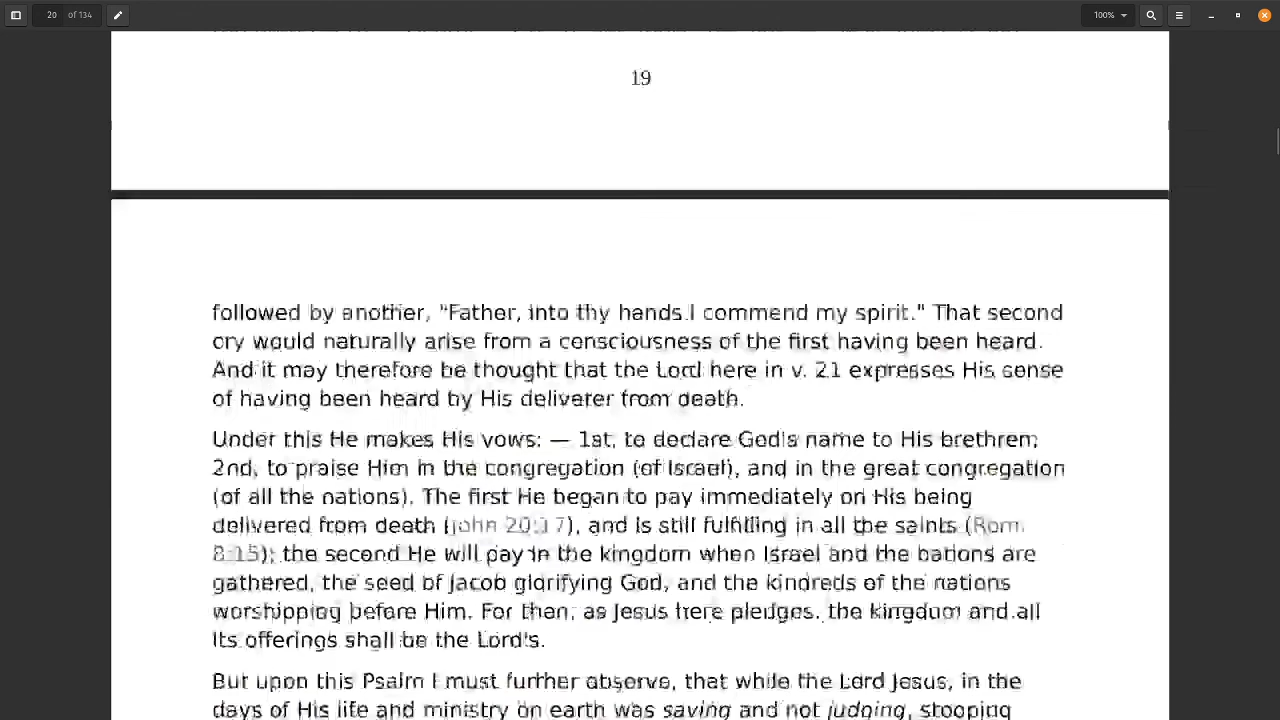 20 of 134
100%
19
followed by another, "Father, into thy hands I commend my spirit." That second
cry would naturally arise from a consciousness of the first having been heard.
And it may therefore be thought that the Lord here in v. 21 expresses His sense
of having been heard by His deliverer from death.
Under this He makes His vows: — 1st, to declare God's name to His brethren;
2nd, to praise Him in the congregation (of Israel), and in the great congregation
(of all the nations). The first He began to pay immediately on His being
delivered from death (John 20:17), and is still fulfilling in all the saints (Rom.
8:15); the second He will pay in the kingdom when Israel and the nations are
gathered, the seed of Jacob glorifying God, and the kindreds of the nations
worshipping before Him. For then, as Jesus here pledges, the kingdom and all
its offerings shall be the Lord's.
But upon this Psalm I must further observe, that while the Lord Jesus, in the
days of His life and ministry on earth was saving and not judging, stooping